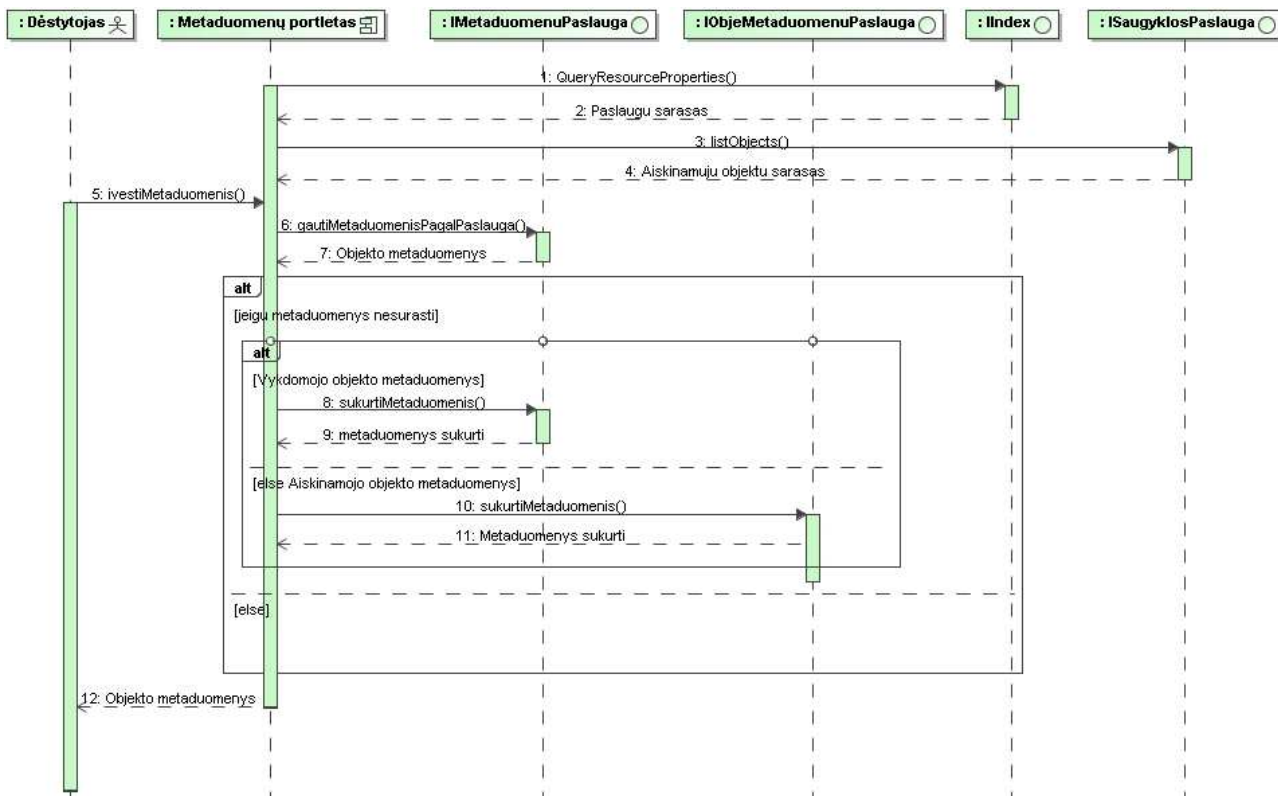 : Dėstytojas
: Metaduomenų portletas
: IMetaduomenuPaslauga
: IObjeMetaduomenuPaslauga
: IIndex
: ISaugyklosPaslauga
1: QueryResourceProperties()
2: Paslaugu sarasas
3: listObjects()
4: Aiskinamuju objektu sarasas
5: ivestiMetaduomenis()
6: gautiMetaduomenisPagalPaslauga()
7: Objekto metaduomenys
alt
[jeigu metaduomenys nesurasti]
alt
[Vykdomojo objekto metaduomenys]
8: sukurtiMetaduomenis()
9: metaduomenys sukurti
[else Aiskinamojo objekto metaduomenys]
10: sukurtiMetaduomenis()
11: Metaduomenys sukurti
[else]
12: Objekto metaduomenys